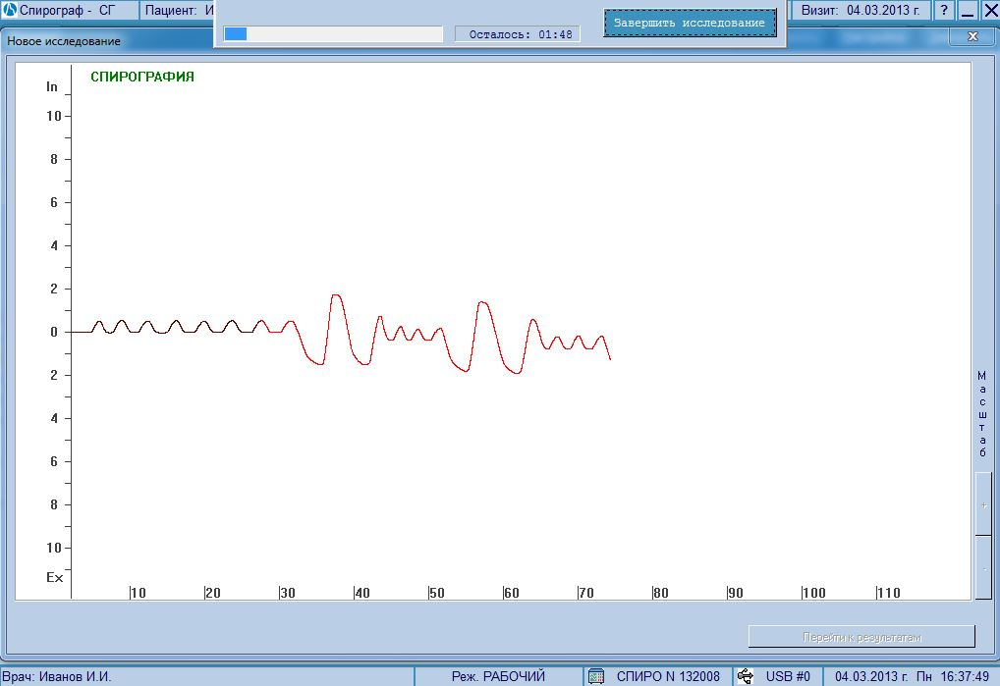 Спирограф - СГ
Пациент: И
Осталось: 01:48
Завершить исследование
Визит: 04.03.2013 г.
?
Новое исследование
СПИРОГРАФИЯ
In
10
8
6
4
2
0
2
4
6
8
10
Ex
10 20 30 40 50 60 70 80 90 100 110
Масштаб
+
-
Перейти к результатам
Врач: Иванов И.И.
Реж. РАБОЧИЙ
СПИРО N 132008
USB #0
04.03.2013 г. Пн 16:37:49